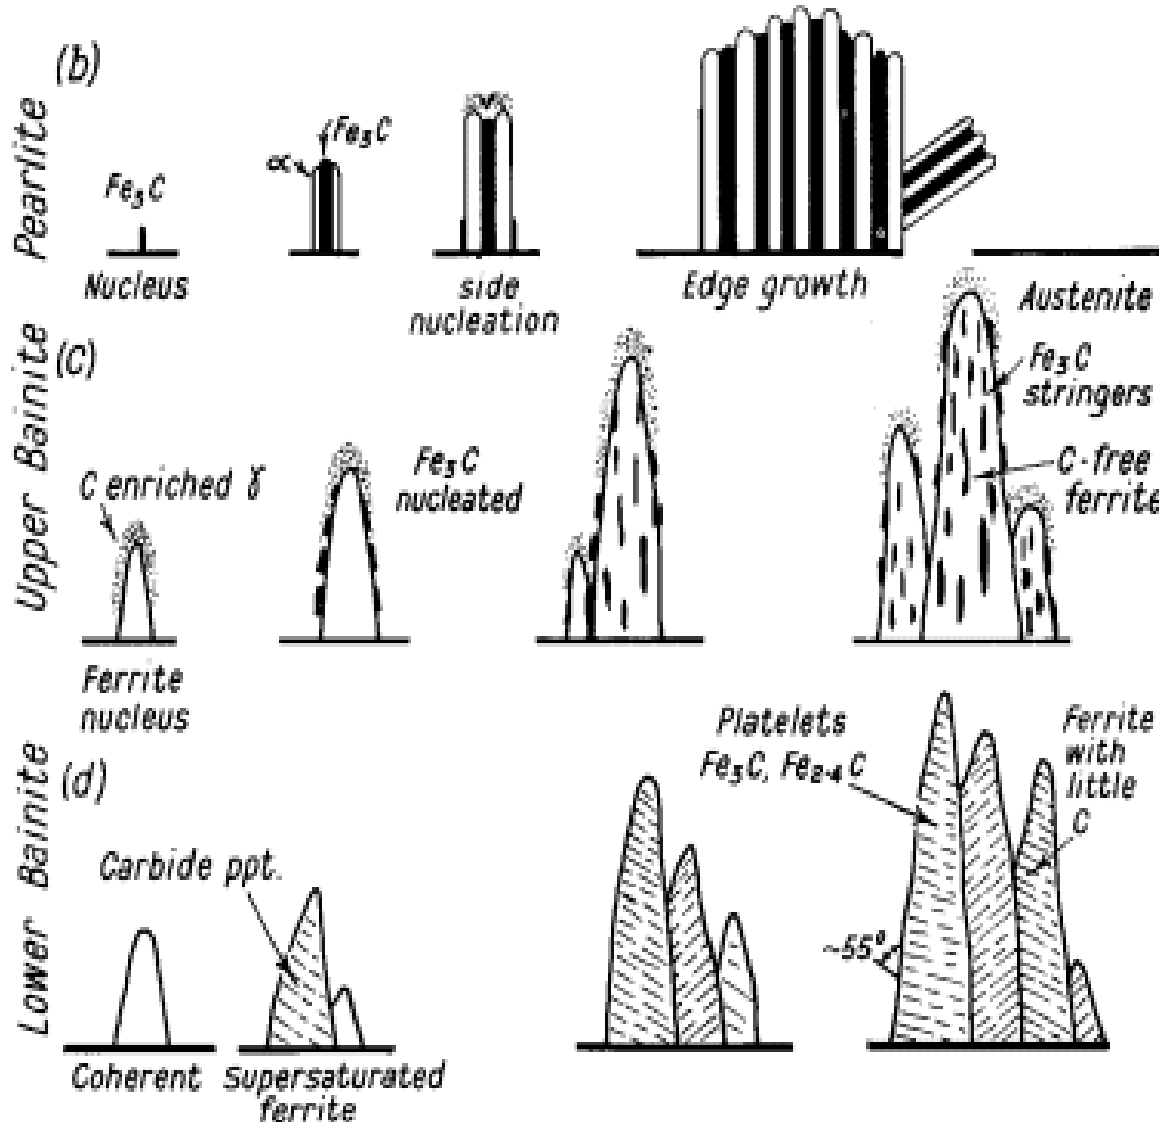 (b)
Pearlite
Fe₃C
Nucleus
α
Fe₃C
side
nucleation
Edge growth
Austenite
(c)
Upper Bainite
C enriched γ
Ferrite
nucleus
Fe₃C
nucleated
Fe₃C
stringers
C-free
ferrite
(d)
Lower Bainite
Coherent
Carbide ppt.
Supersaturated
ferrite
Platelets
Fe₃C, Fe₂.₄C
Ferrite
with
little
C
~55°